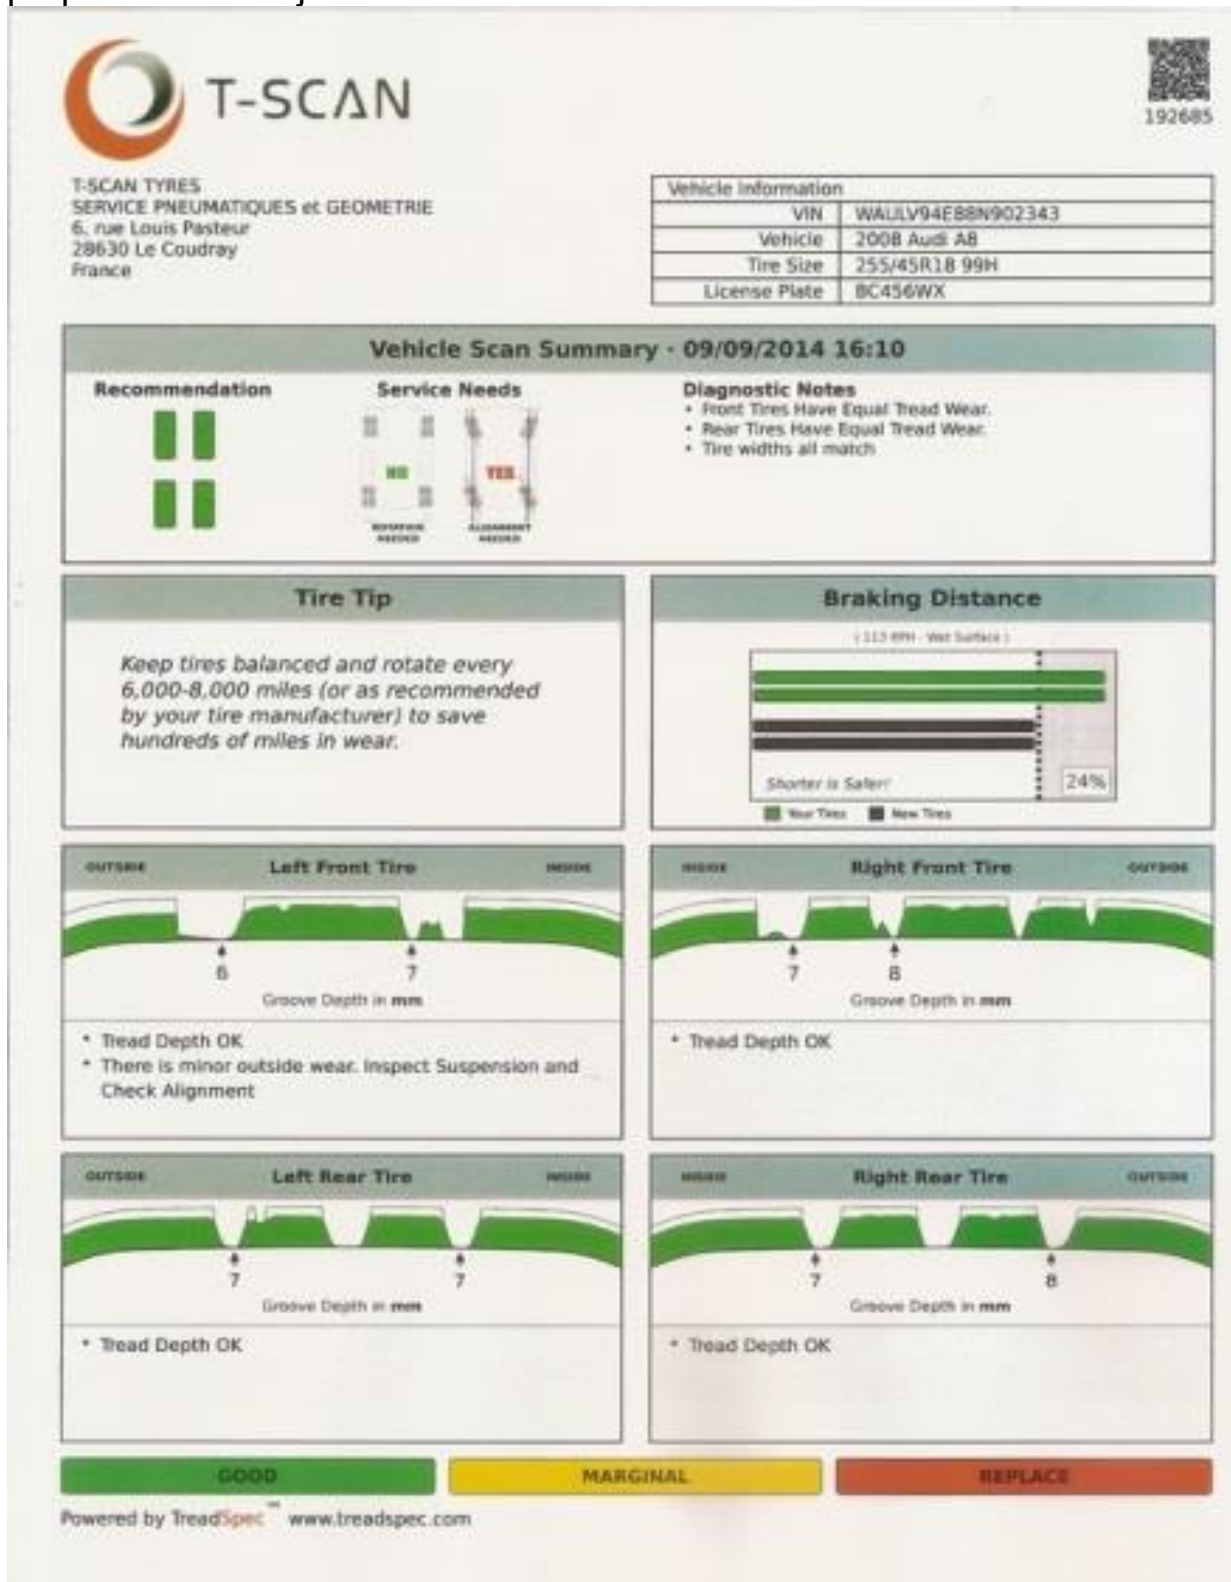 T-SCAN
192685
T-SCAN TYRES
SERVICE PNEUMATIQUES et GEOMETRIE
6, rue Louis Pasteur
28630 Le Coudray
France
Vehicle Information
VIN WAULV94E88N902343
Vehicle 2008 Audi A8
Tire Size 255/45R18 99H
License Plate BC456WX
Vehicle Scan Summary - 09/09/2014 16:10
Recommendation
Service Needs
NO
ROTATION
NEEDED
YES
ALIGNMENT
NEEDED
Diagnostic Notes
• Front Tires Have Equal Tread Wear.
• Rear Tires Have Equal Tread Wear.
• Tire widths all match
Tire Tip
Keep tires balanced and rotate every
6,000-8,000 miles (or as recommended
by your tire manufacturer) to save
hundreds of miles in wear.
Braking Distance
( 113 KPH - Wet Surface )
Shorter is Safer!
24%
Your Tires New Tires
OUTSIDE Left Front Tire INSIDE
6 7
Groove Depth in mm
* Tread Depth OK
* There is minor outside wear. Inspect Suspension and
Check Alignment
INSIDE Right Front Tire OUTSIDE
7 8
Groove Depth in mm
* Tread Depth OK
OUTSIDE Left Rear Tire INSIDE
7 7
Groove Depth in mm
* Tread Depth OK
INSIDE Right Rear Tire OUTSIDE
7 8
Groove Depth in mm
* Tread Depth OK
GOOD MARGINAL REPLACE
Powered by TreadSpec™ www.treadspec.com